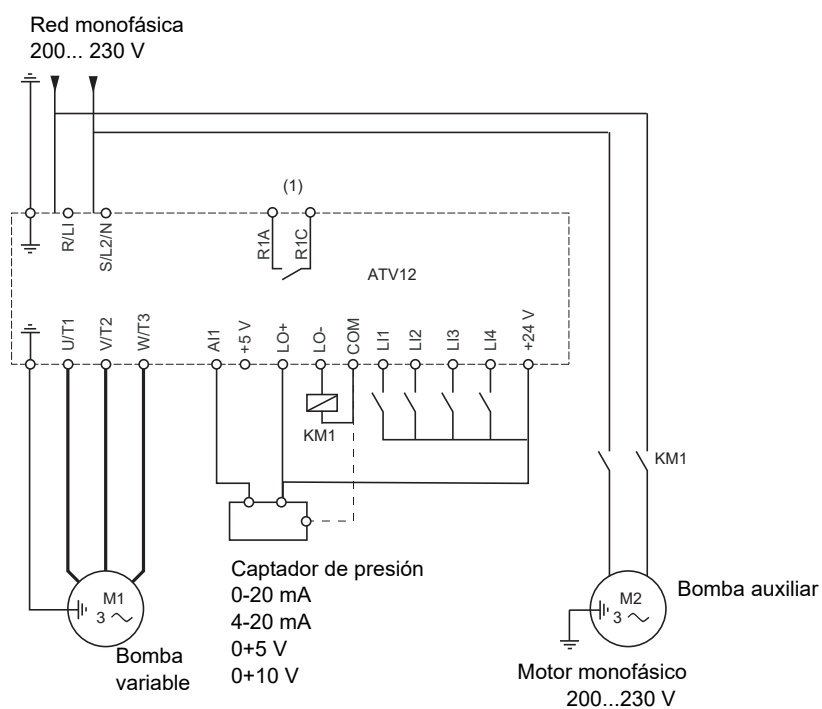 Red monofásica
200... 230 V
(1)
R/LI
S/L2/N
R1A
R1C
ATV12
U/T1
V/T2
W/T3
AI1
+5 V
LO+
LO-
COM
LI1
LI2
LI3
LI4
+24 V
KM1
KM1
Captador de presión
0-20 mA
4-20 mA
0+5 V
0+10 V
M1
3
Bomba
variable
M2
3
Bomba auxiliar
Motor monofásico
200...230 V